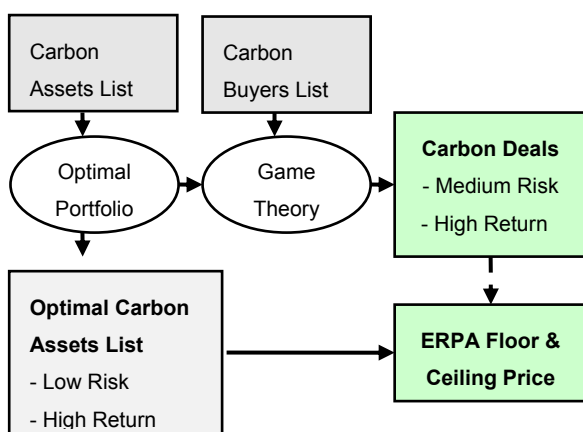 Carbon
Assets List
Carbon
Buyers List
Optimal
Portfolio
Game
Theory
Carbon Deals
- Medium Risk
- High Return
Optimal Carbon
Assets List
- Low Risk
- High Return
ERPA Floor &
Ceiling Price